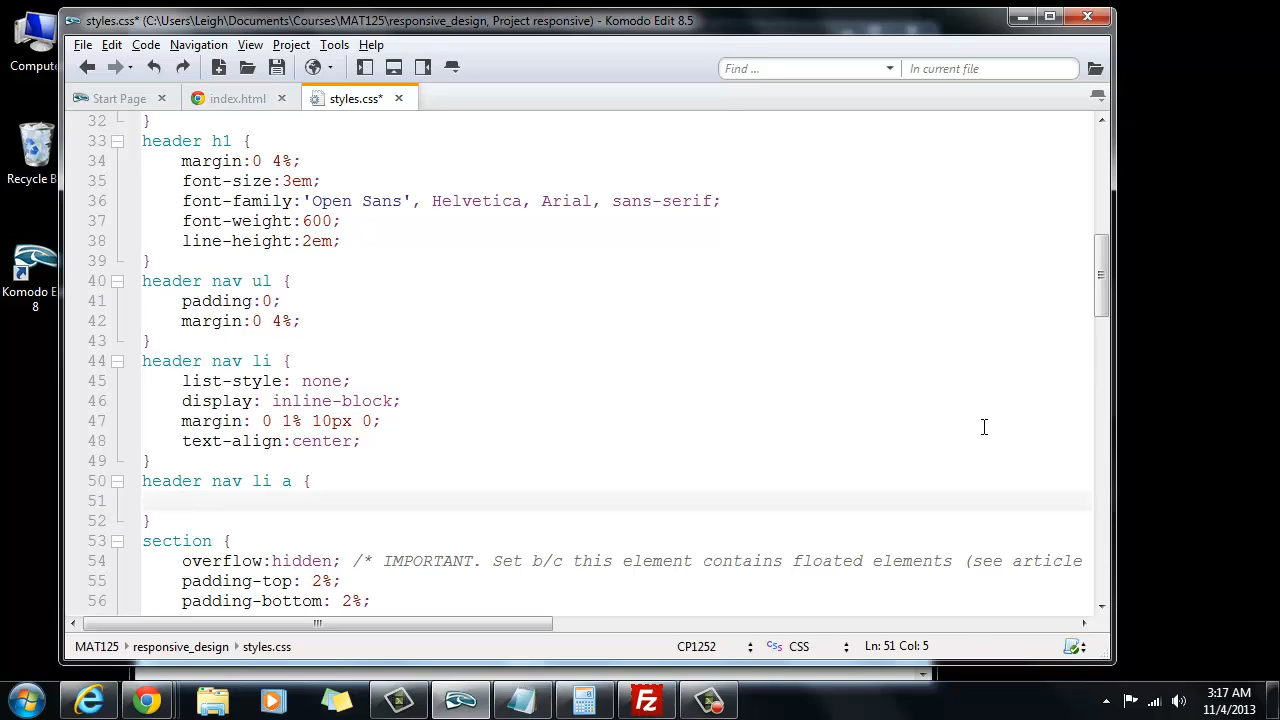 styles.css* (C:\Users\Leigh\Documents\Courses\MAT125\responsive_design, Project responsive) - Komodo Edit 8.5
File Edit Code Navigation View Project Tools Help
Find ... In current file
Start Page index.html styles.css*
32 }
33 header h1 {
34 margin:0 4%;
35 font-size:3em;
36 font-family:'Open Sans', Helvetica, Arial, sans-serif;
37 font-weight:600;
38 line-height:2em;
39 }
40 header nav ul {
41 padding:0;
42 margin:0 4%;
43 }
44 header nav li {
45 list-style: none;
46 display: inline-block;
47 margin: 0 1% 10px 0;
48 text-align:center;
49 }
50 header nav li a {
51
52 }
53 section {
54 overflow:hidden; /* IMPORTANT. Set b/c this element contains floated elements (see article
55 padding-top: 2%;
56 padding-bottom: 2%;
MAT125 responsive_design styles.css CP1252 CSS CSS Ln: 51 Col: 5
Comput
Recycle B
Komodo E
8
Fz
3:17 AM
11/4/2013